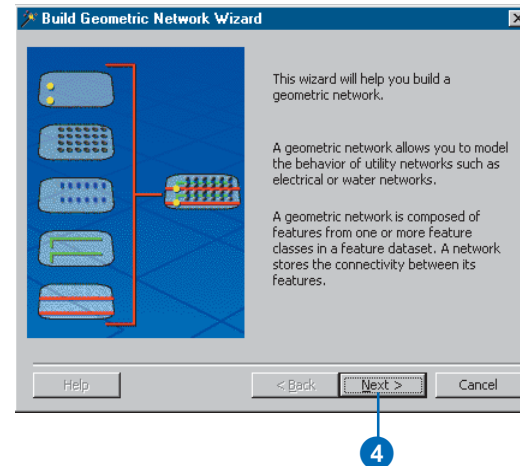 Build Geometric Network Wizard
This wizard will help you build a
geometric network.
A geometric network allows you to model
the behavior of utility networks such as
electrical or water networks.
A geometric network is composed of
features from one or more feature
classes in a feature dataset. A network
stores the connectivity between its
features.
Help
< Back
Next >
Cancel
4